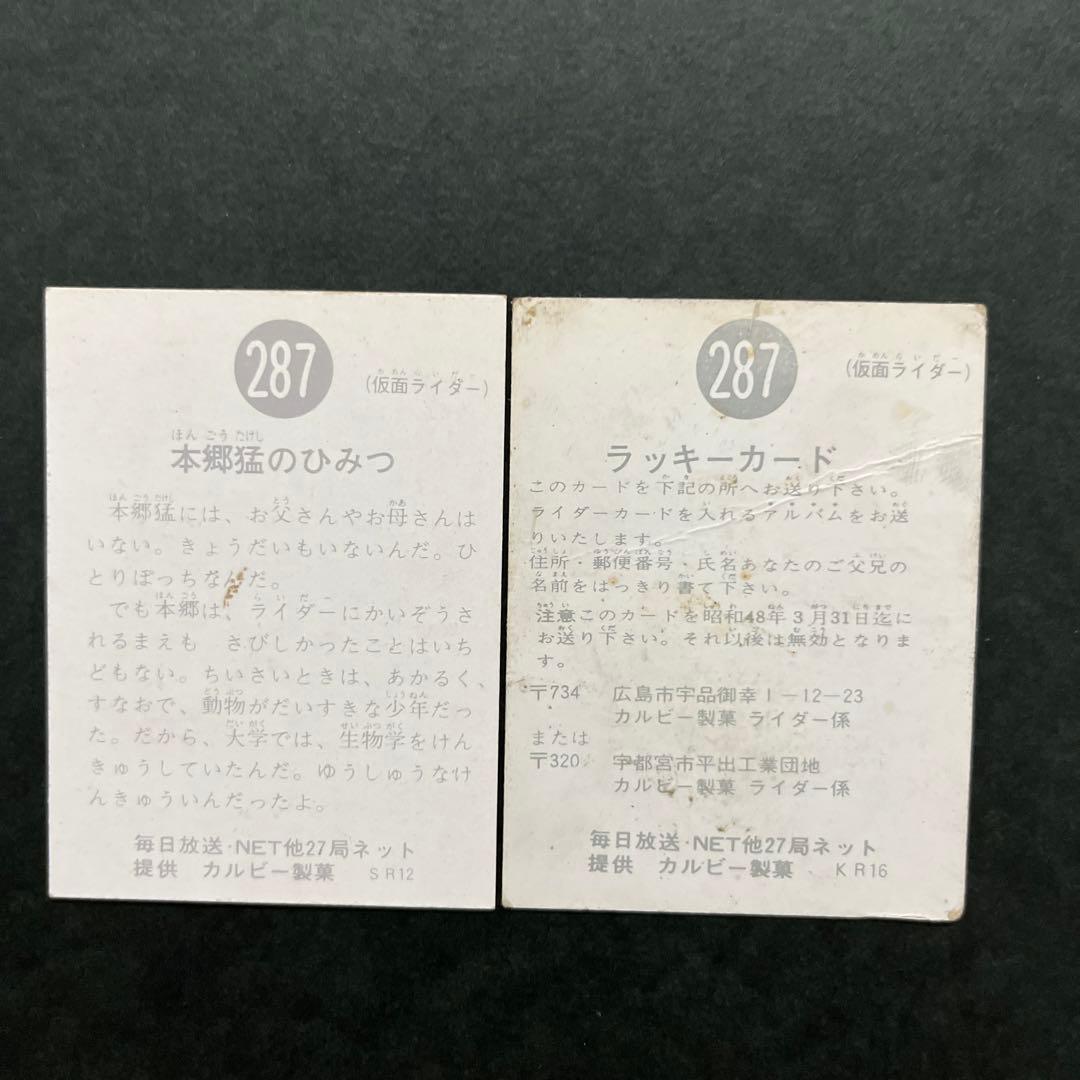 287
(仮面ライダー)
本郷猛のひみつ
本郷猛には、お父さんやお母さんは
いない。きょうだいもいないんだ。ひ
とりぼっちなんだ。
でも本郷は、ライダーにかいぞうさ
れるまえも さびしかったことはいち
どもない。ちいさいときは、あかるく、
すなおで、動物がだいすきな少年だっ
た。だから、大学では、生物学をけん
きゅうしていたんだ。ゆうしゅうなけ
んきゅういんだったよ。
毎日放送・NET他27局ネット
提供 カルビー製菓 SR12
287
(仮面ライダー)
ラッキーカード
このカードを下記の所へお送り下さい。
ライダーカードを入れるアルバムをお送
りいたします。
住所・郵便番号・氏名あなたのご父兄の
名前をはっきり書て下さい。
注意このカードを昭和48年3月31日迄に
お送り下さい。それ以後は無効となりま
す。
〒734 広島市宇品御幸1-12-23
カルビー製菓 ライダー係
または
〒320 宇都宮市平出工業団地
カルビー製菓 ライダー係
毎日放送・NET他27局ネット
提供 カルビー製菓 KR16